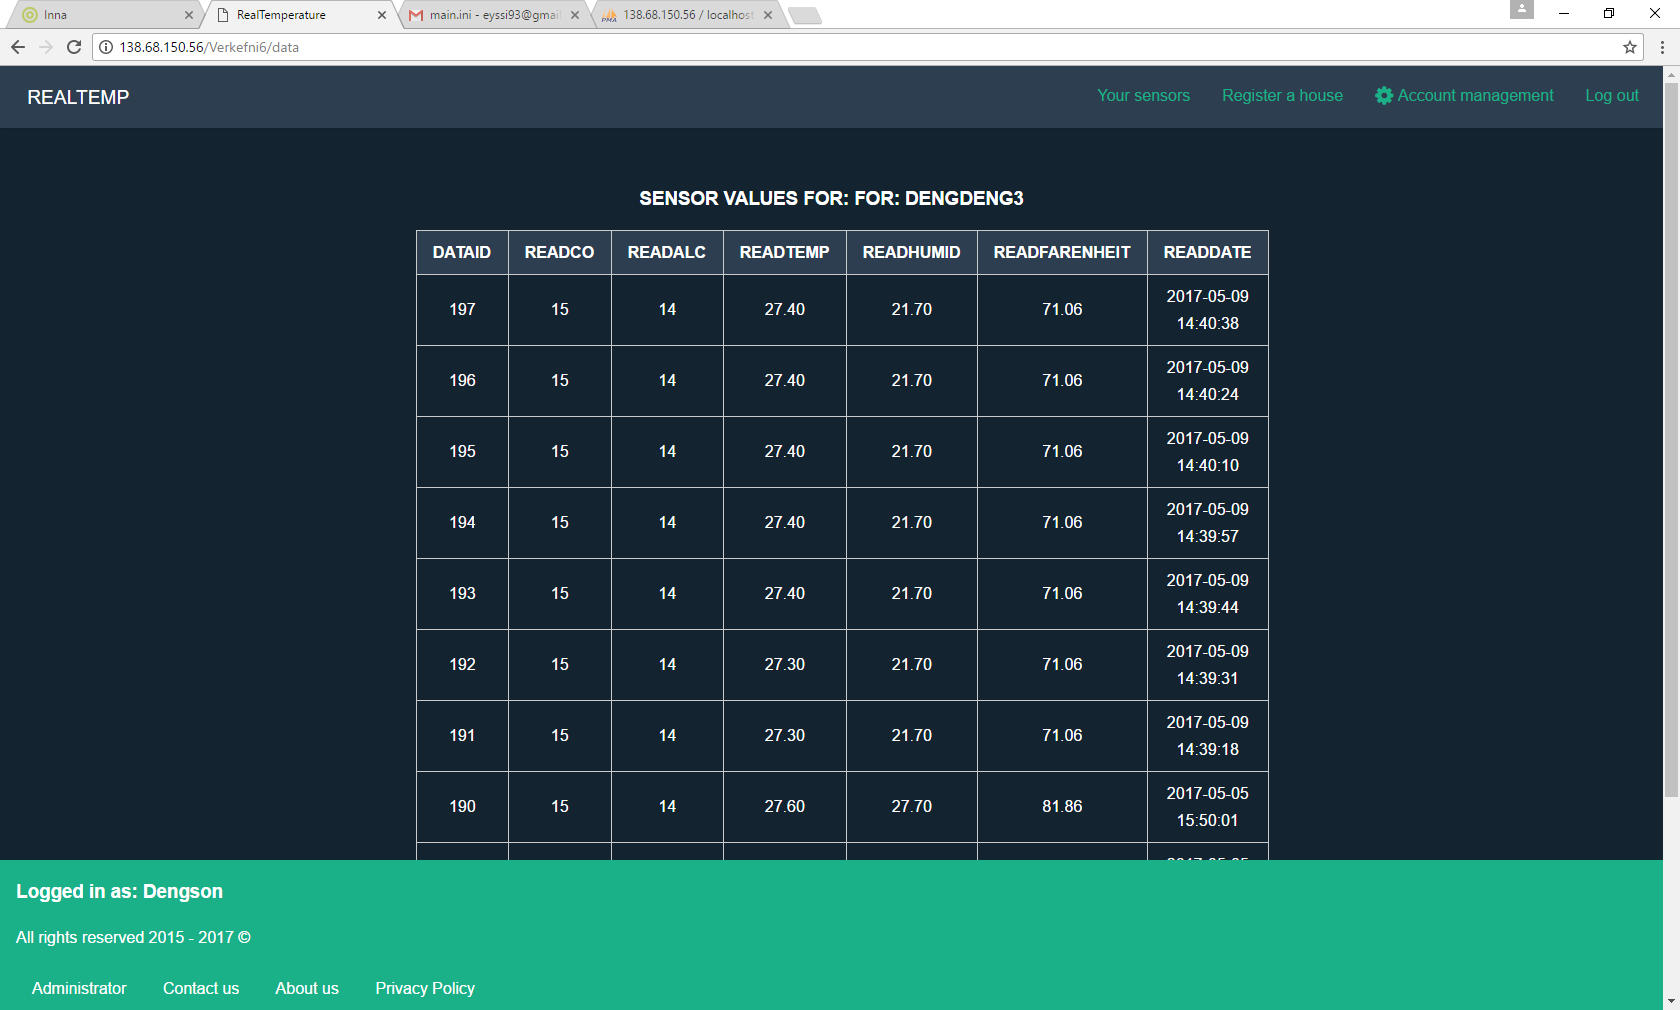 Inna
RealTemperature
main.ini - eyssi93@gmai
138.68.150.56 / localhost
138.68.150.56/Verkefni6/data
REALTEMP
Your sensors
Register a house
Account management
Log out
SENSOR VALUES FOR: FOR: DENGDENG3
DATAID READCO READALC READTEMP READHUMID READFARENHEIT READDATE
197 15 14 27.40 21.70 71.06 2017-05-09
14:40:38
196 15 14 27.40 21.70 71.06 2017-05-09
14:40:24
195 15 14 27.40 21.70 71.06 2017-05-09
14:40:10
194 15 14 27.40 21.70 71.06 2017-05-09
14:39:57
193 15 14 27.40 21.70 71.06 2017-05-09
14:39:44
192 15 14 27.30 21.70 71.06 2017-05-09
14:39:31
191 15 14 27.30 21.70 71.06 2017-05-09
14:39:18
190 15 14 27.60 27.70 81.86 2017-05-05
15:50:01
Logged in as: Dengson
All rights reserved 2015 - 2017 ©
Administrator
Contact us
About us
Privacy Policy